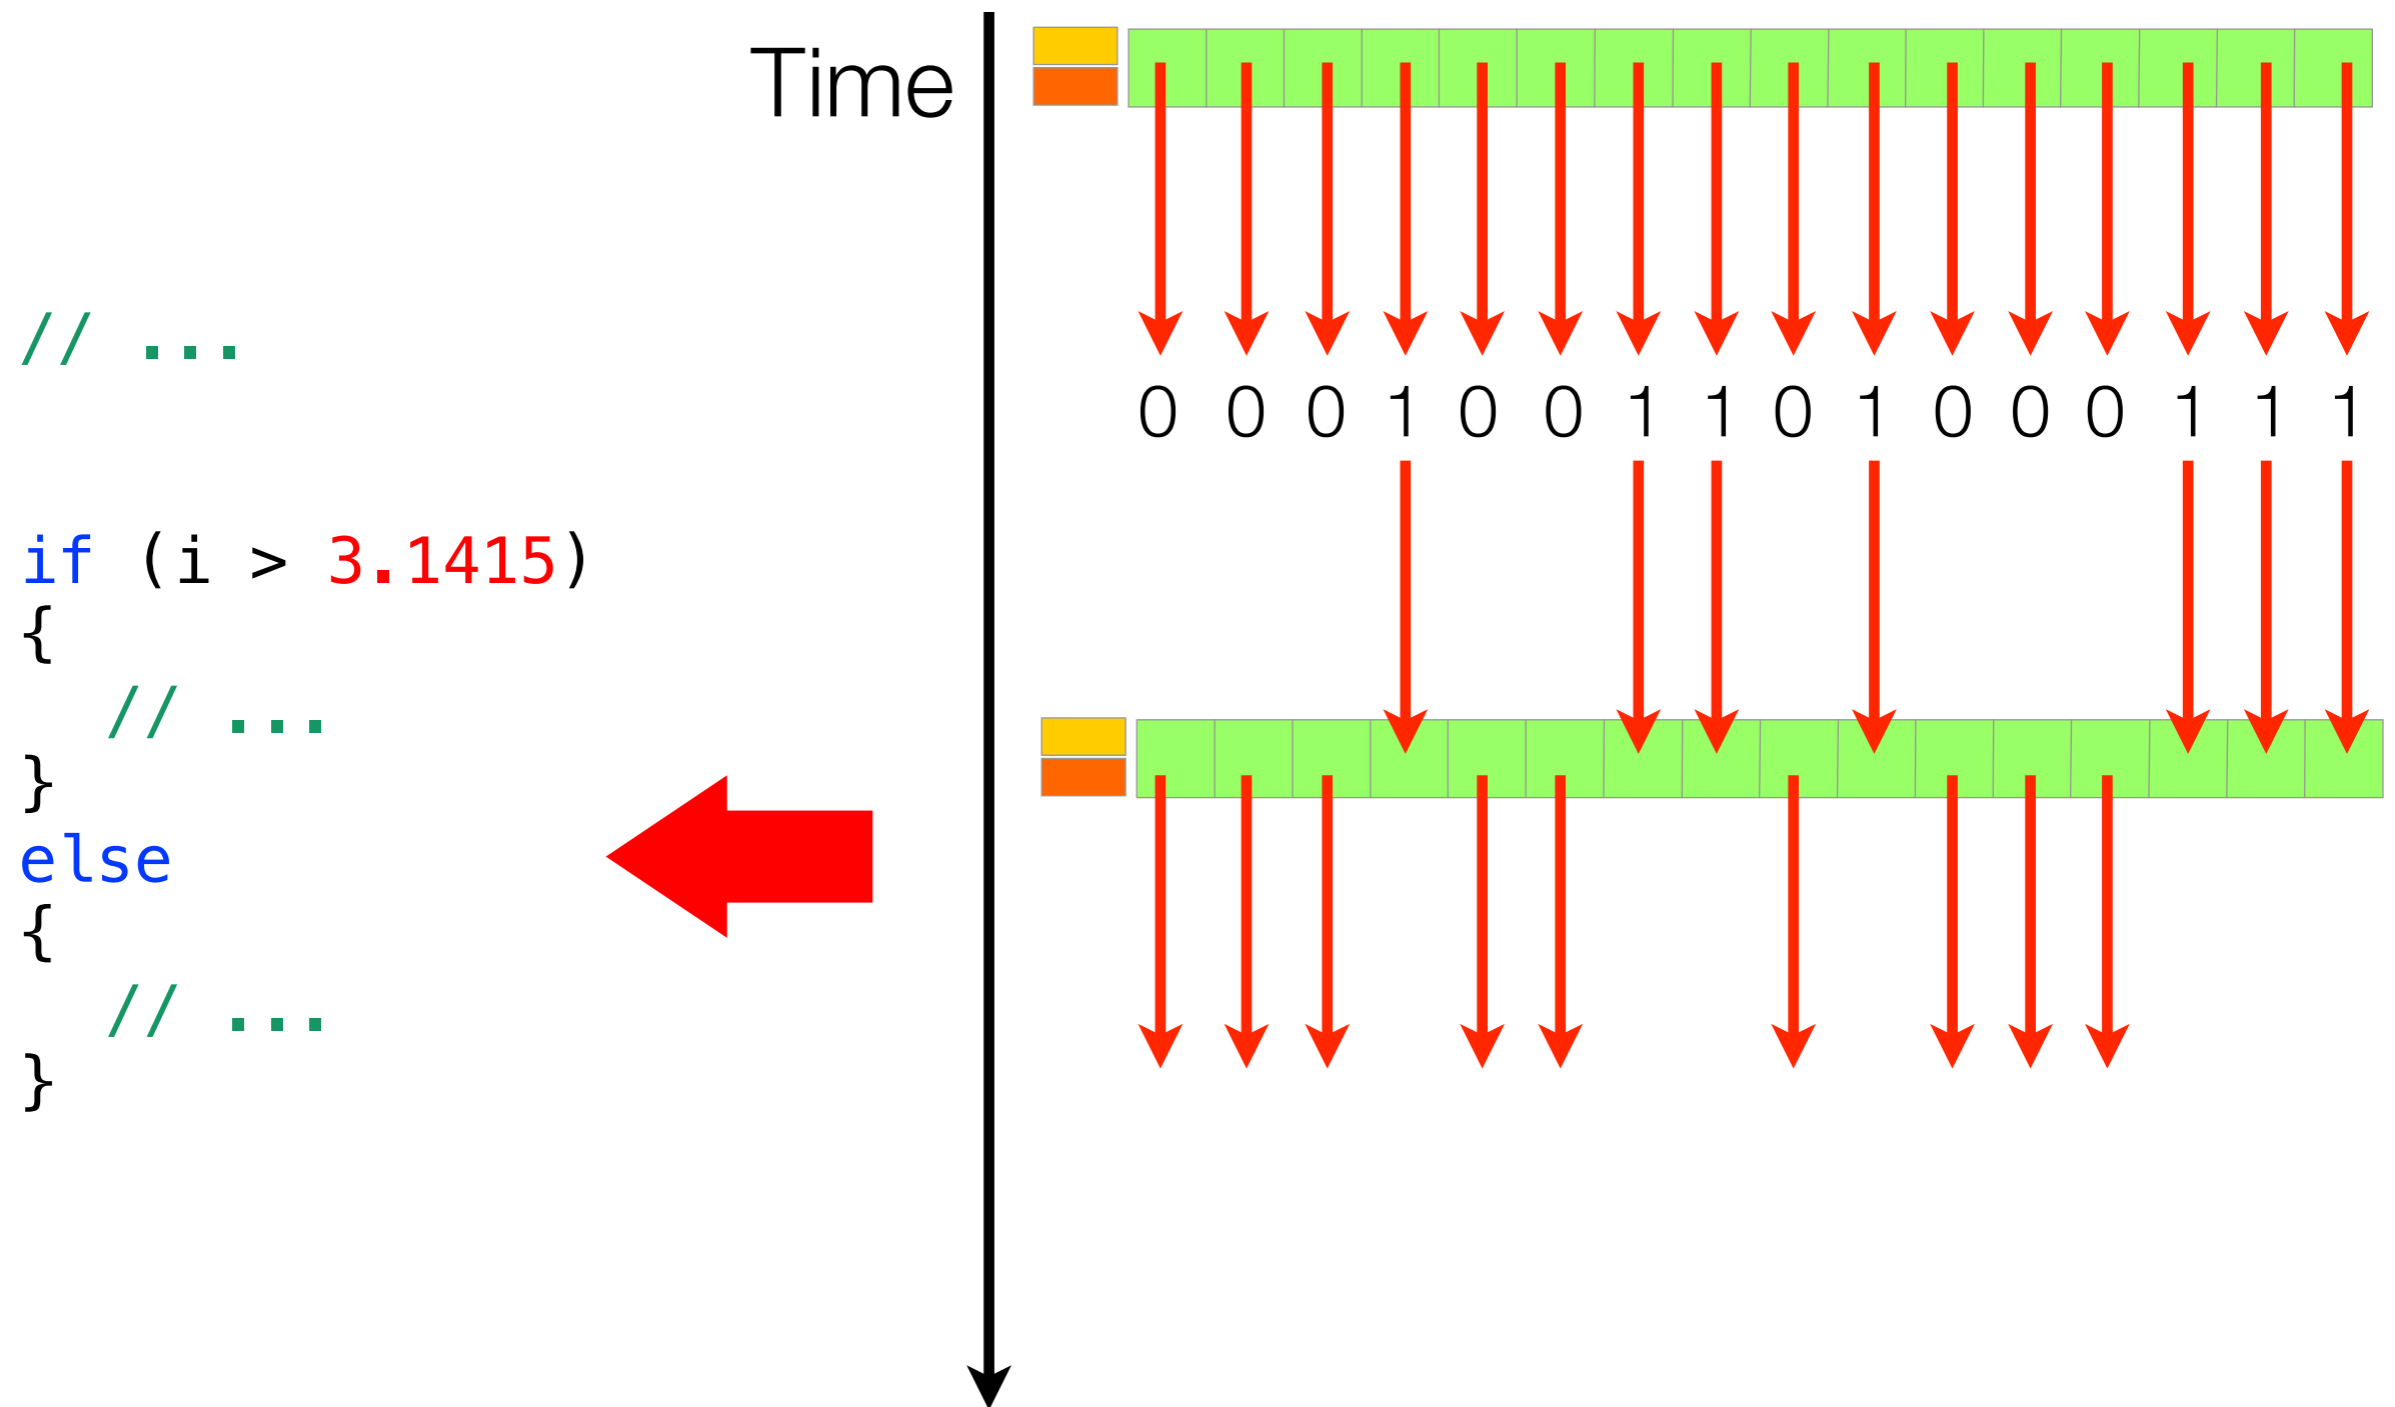 Time
0 0 0 1 0 0 1 1 0 1 0 0 0 1 1 1
// ...
if (i > 3.1415)
{
   // ...
}
else
{
   // ...
}